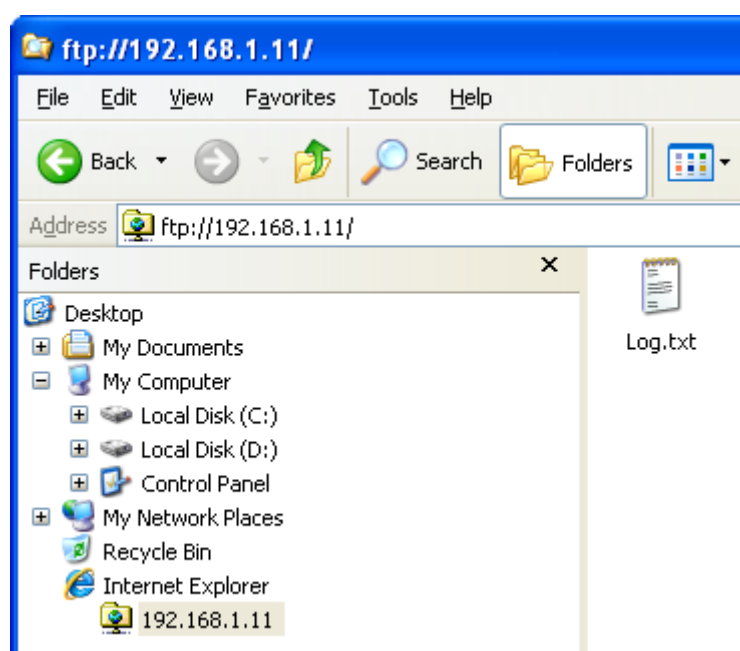 ftp://192.168.1.11/
File Edit View Favorites Tools Help
Back Search Folders
Address ftp://192.168.1.11/
Folders
Desktop
My Documents
My Computer
Local Disk (C:)
Local Disk (D:)
Control Panel
My Network Places
Recycle Bin
Internet Explorer
192.168.1.11
Log.txt